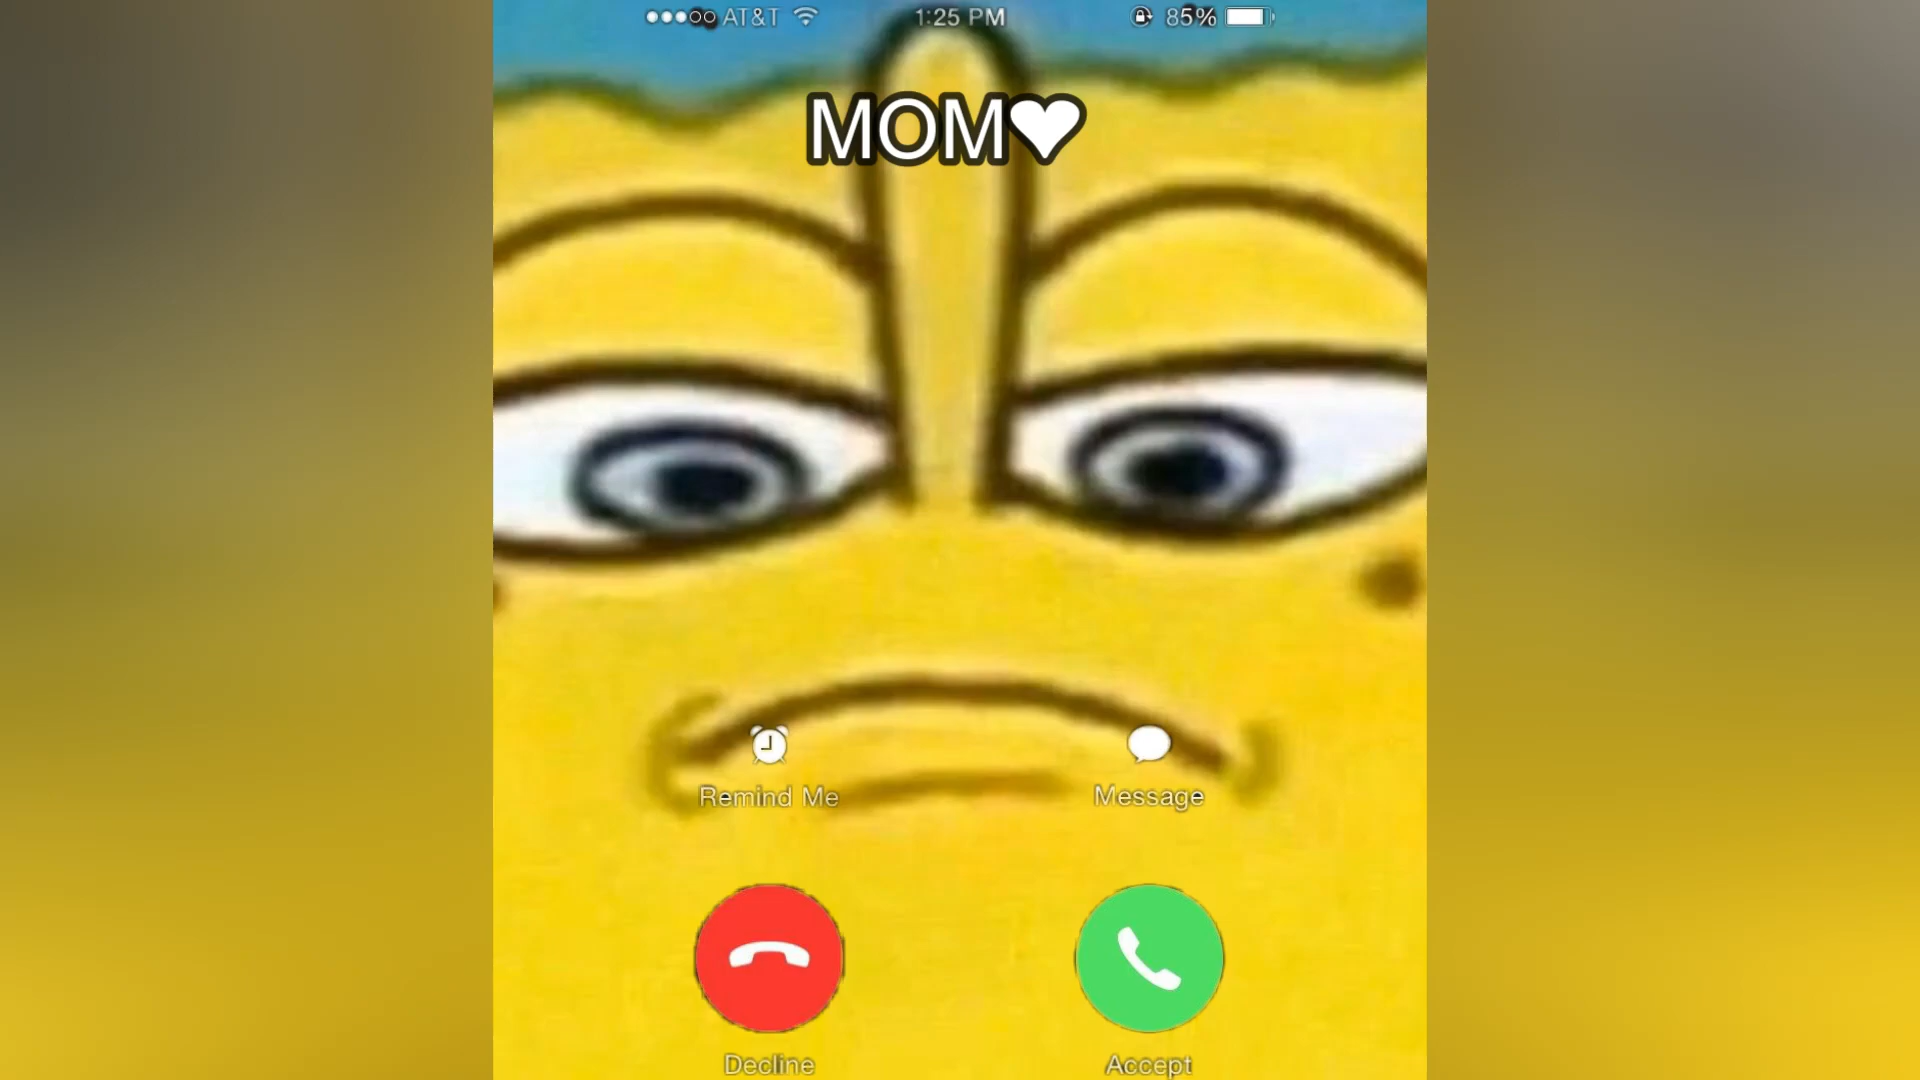 AT&T 1:25 PM 85%
MOM♥
Remind Me Message
Decline Accept